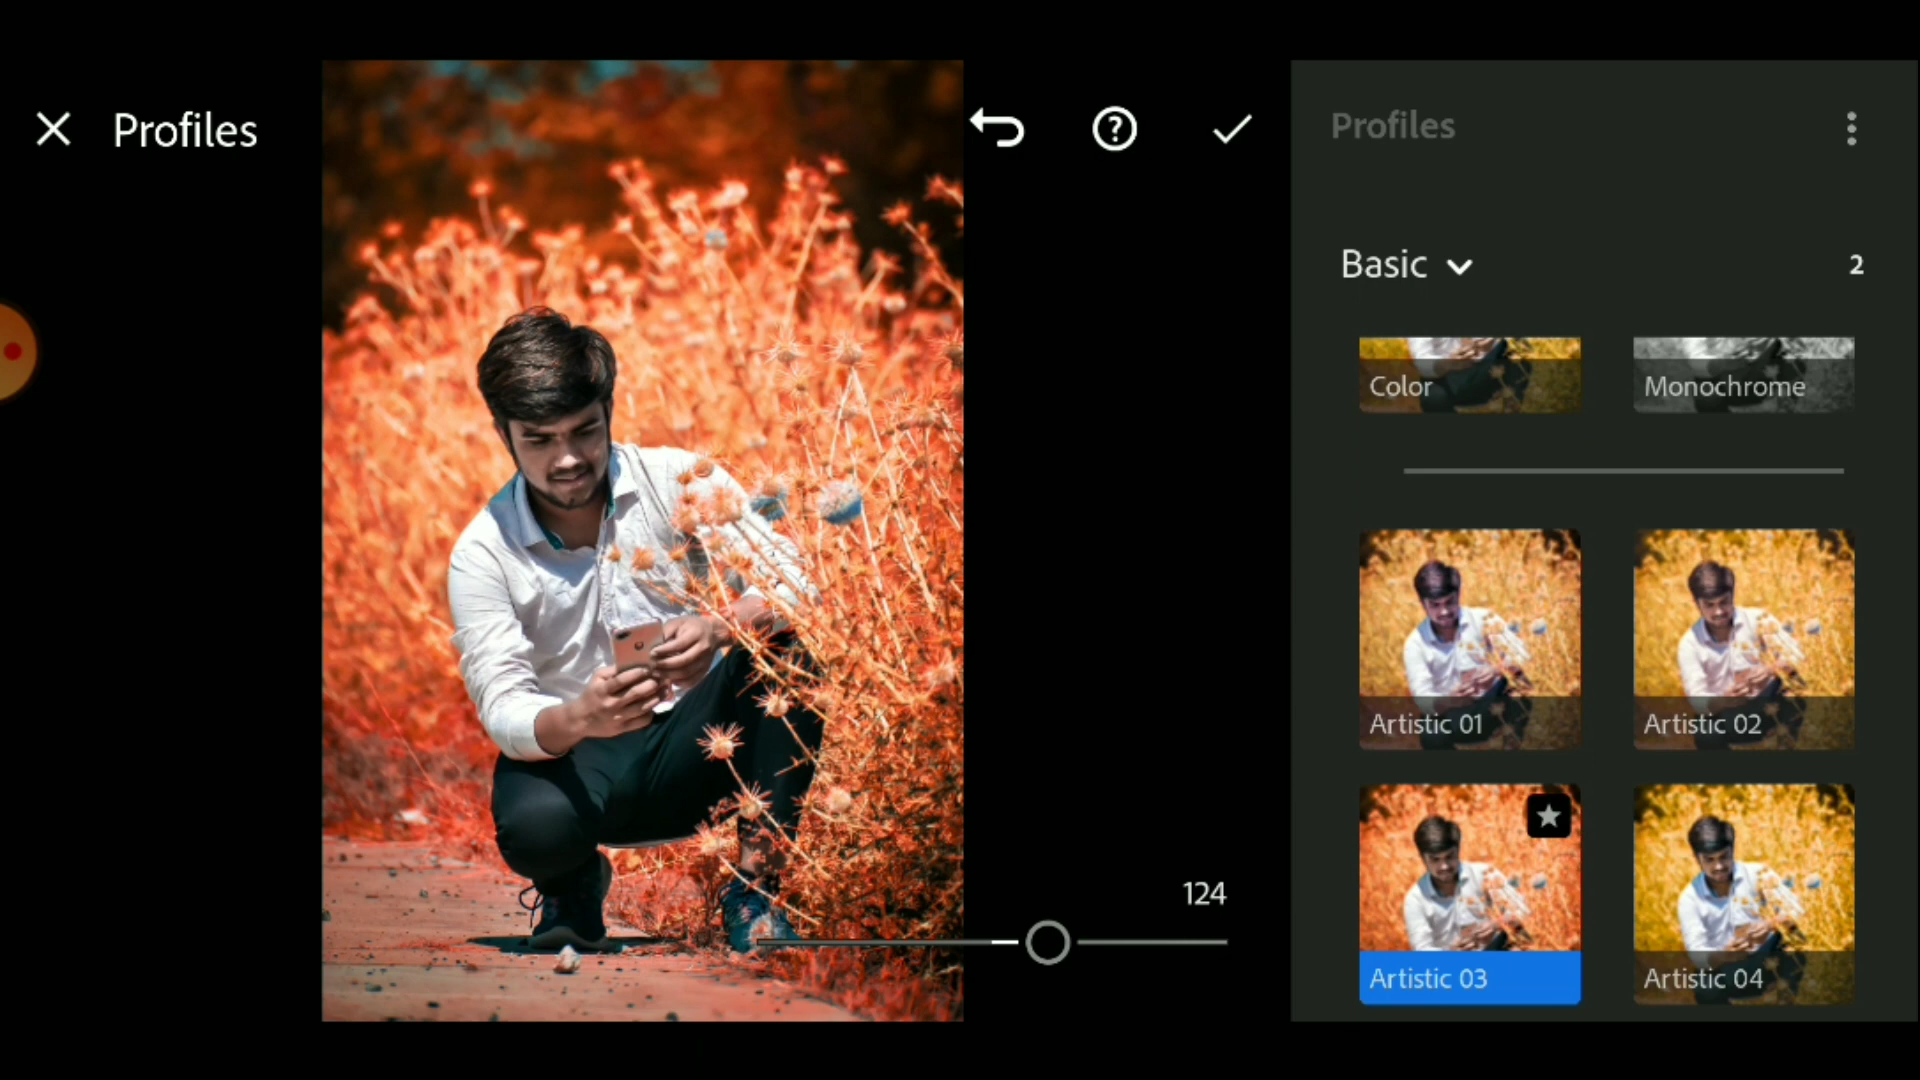 Profiles
Profiles
Basic
2
Color
Monochrome
Artistic 01
Artistic 02
Artistic 03
Artistic 04
124